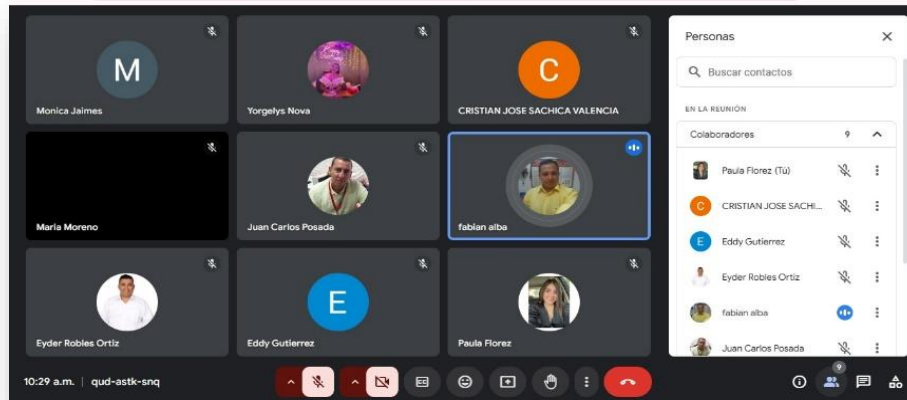 M
Monica Jaimes
Yorgelys Nova
C
CRISTIAN JOSE SACHICA VALENCIA
Maria Moreno
Juan Carlos Posada
fabian alba
Eyder Robles Ortiz
E
Eddy Gutierrez
Paula Florez
10:29 a.m. | qud-astk-snq
CC
9
Personas
Buscar contactos
EN LA REUNIÓN
Colaboradores 9
Paula Florez (Tú)
C CRISTIAN JOSE SACHI...
E Eddy Gutierrez
Eyder Robles Ortiz
fabian alba
Juan Carlos Posada